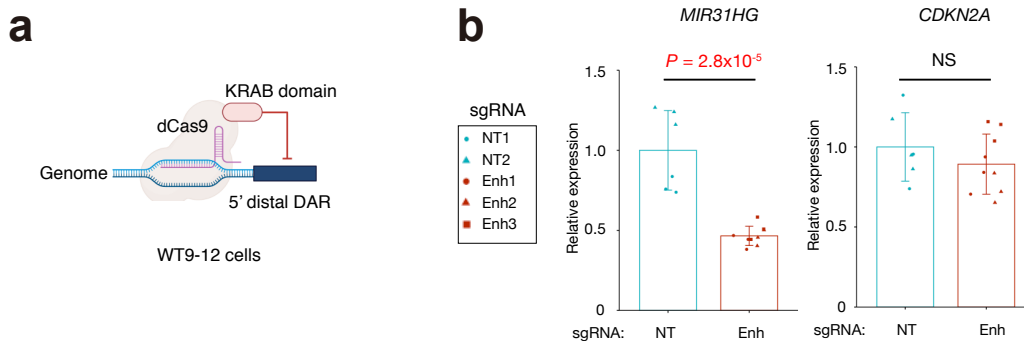 a
KRAB domain
dCas9
Genome
5' distal DAR
WT9-12 cells
b
sgRNA
NT1
NT2
Enh1
Enh2
Enh3
MIR31HG
P = 2.8x10⁻⁵
Relative expression
1.5
1.0
0.5
0
sgRNA: NT Enh
CDKN2A
NS
Relative expression
1.5
1.0
0.5
0
sgRNA: NT Enh